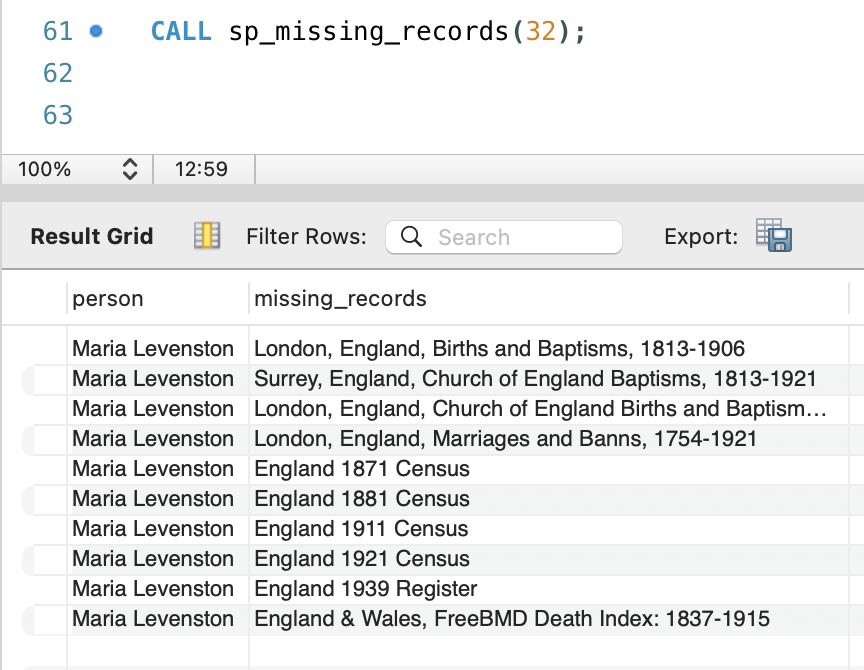 61 CALL sp_missing_records(32);
62
63
100% 12:59
Result Grid Filter Rows: Search Export:
person missing_records
Maria Levenston London, England, Births and Baptisms, 1813-1906
Maria Levenston Surrey, England, Church of England Baptisms, 1813-1921
Maria Levenston London, England, Church of England Births and Baptism...
Maria Levenston London, England, Marriages and Banns, 1754-1921
Maria Levenston England 1871 Census
Maria Levenston England 1881 Census
Maria Levenston England 1911 Census
Maria Levenston England 1921 Census
Maria Levenston England 1939 Register
Maria Levenston England & Wales, FreeBMD Death Index: 1837-1915